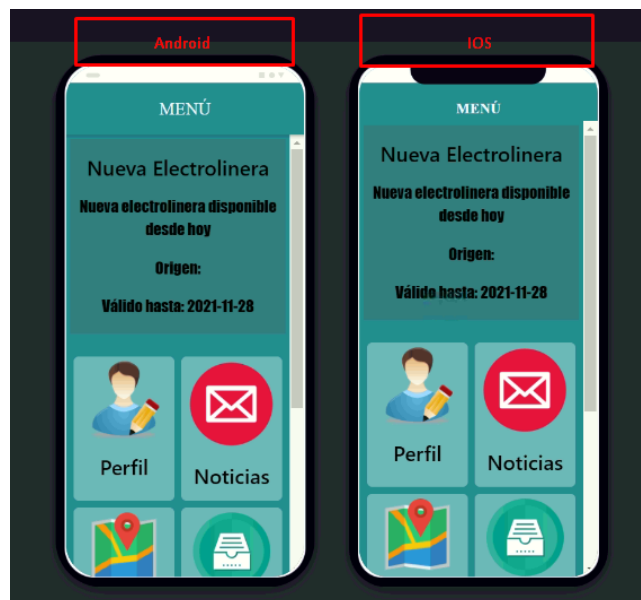 Android
MENÚ
Nueva Electrolinera
Nueva electrolinera disponible
desde hoy
Origen:
Válido hasta: 2021-11-28
Perfil
Noticias
IOS
MENÚ
Nueva Electrolinera
Nueva electrolinera disponible
desde hoy
Origen:
Válido hasta: 2021-11-28
Perfil
Noticias